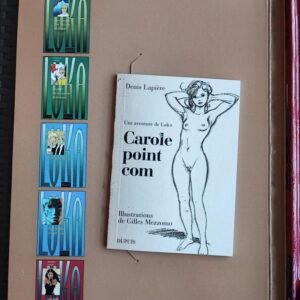 LUKA
LUKA
LUKA
LUKA
LUKA
Denis Lapière
Une aventure de Luka
Carole
point
com
Illustrations
de Gilles Mezzomo
DUPUIS